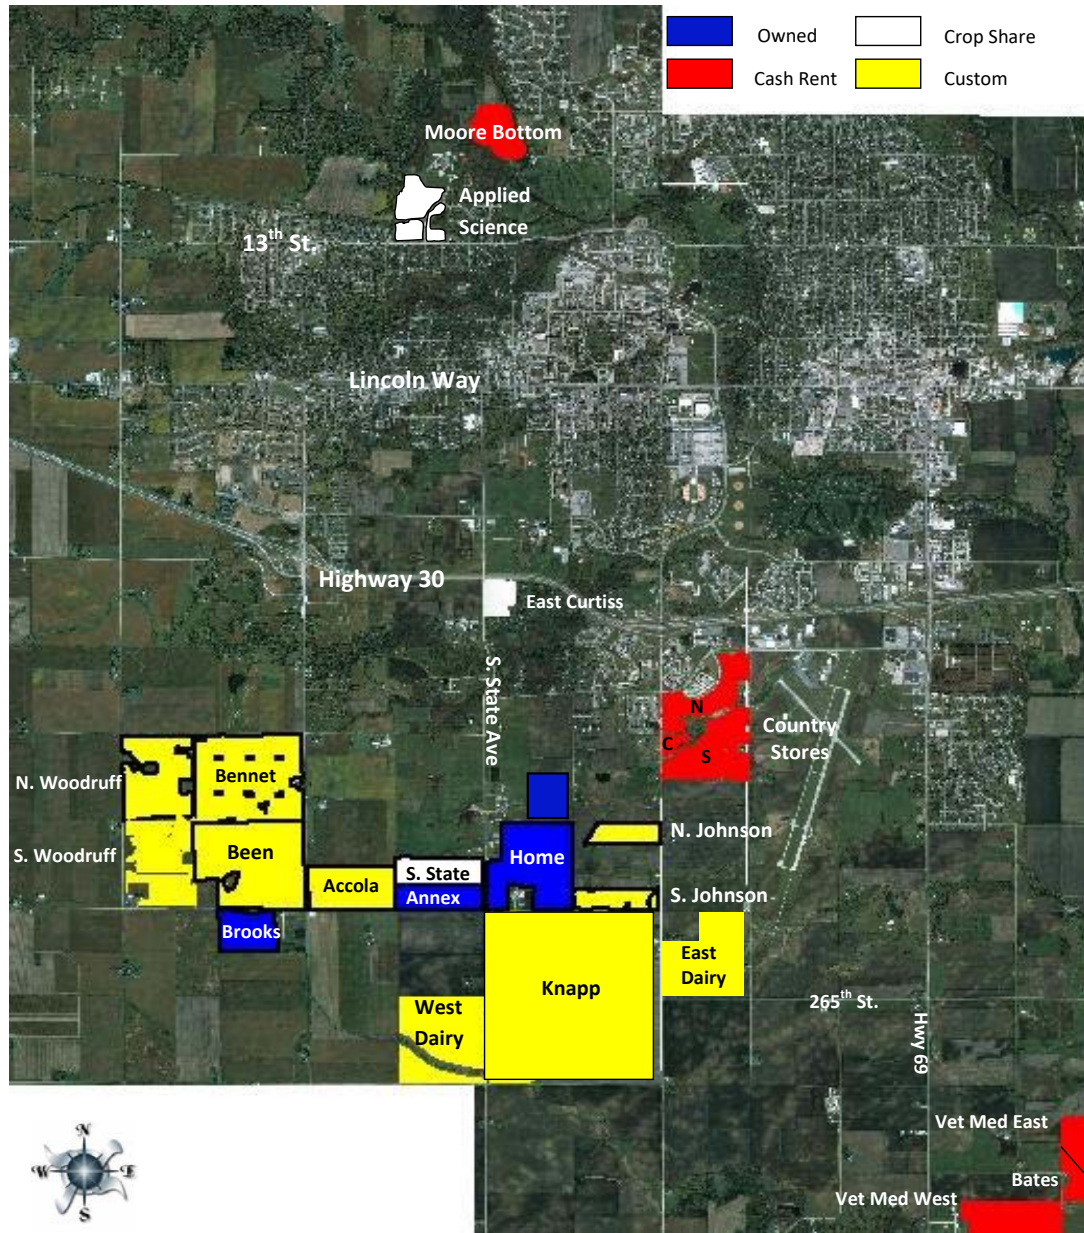 Owned
Crop Share
Cash Rent
Custom
Moore Bottom
Applied
Science
13th St.
Lincoln Way
Highway 30
East Curtiss
S. State Ave
N
C
S
Country
Stores
N. Woodruff
Bennet
S. Woodruff
Been
Home
N. Johnson
S. State
Accola
Annex
S. Johnson
Brooks
East
Dairy
Knapp
West
Dairy
265th St.
Hwy 69
Vet Med East
Bates
Vet Med West
N
W
E
S